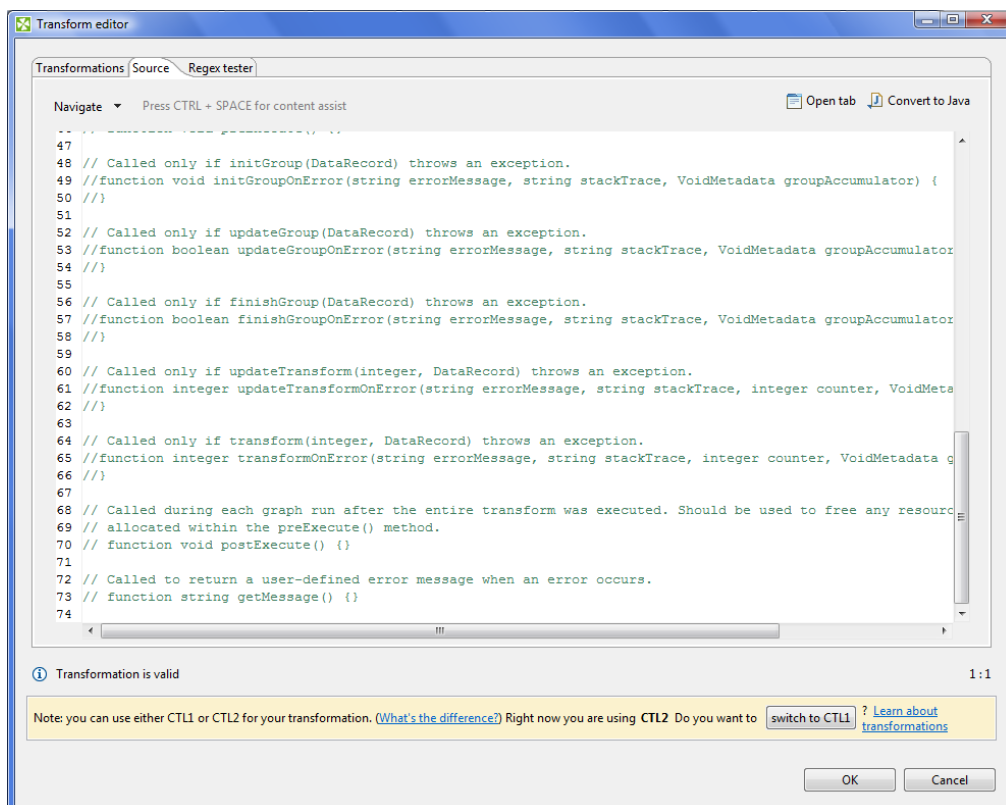 Transform editor
Transformations Source Regex tester
Navigate Press CTRL + SPACE for content assist Open tab Convert to Java
47
48 // Called only if initGroup(DataRecord) throws an exception.
49 //function void initGroupOnError(string errorMessage, string stackTrace, VoidMetadata groupAccumulator) {
50 //}
51
52 // Called only if updateGroup(DataRecord) throws an exception.
53 //function boolean updateGroupOnError(string errorMessage, string stackTrace, VoidMetadata groupAccumulator
54 //}
55
56 // Called only if finishGroup(DataRecord) throws an exception.
57 //function boolean finishGroupOnError(string errorMessage, string stackTrace, VoidMetadata groupAccumulator
58 //}
59
60 // Called only if updateTransform(integer, DataRecord) throws an exception.
61 //function integer updateTransformOnError(string errorMessage, string stackTrace, integer counter, VoidMeta
62 //}
63
64 // Called only if transform(integer, DataRecord) throws an exception.
65 //function integer transformOnError(string errorMessage, string stackTrace, integer counter, VoidMetadata g
66 //}
67
68 // Called during each graph run after the entire transform was executed. Should be used to free any resourc
69 // allocated within the preExecute() method.
70 // function void postExecute() {}
71
72 // Called to return a user-defined error message when an error occurs.
73 // function string getMessage() {}
74
Transformation is valid 1:1
Note: you can use either CTL1 or CTL2 for your transformation. (What's the difference?) Right now you are using CTL2 Do you want to switch to CTL1 ? Learn about
transformations
OK Cancel